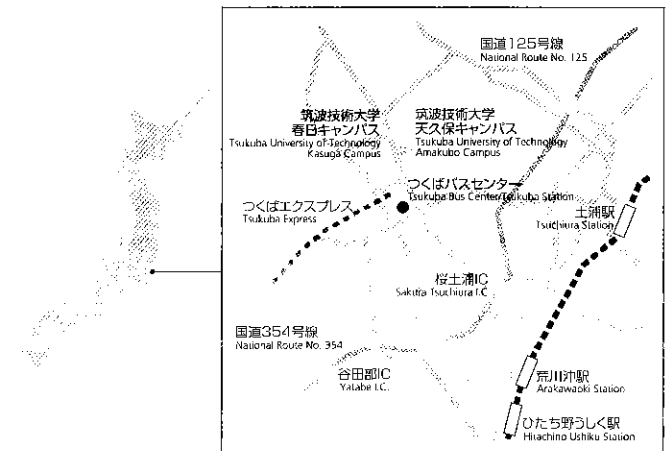 国道125号線
National Route No. 125
筑波技術大学
春日キャンパス
Tsukuba University of Technology
Kasuga Campus
筑波技術大学
天久保キャンパス
Tsukuba University of Technology
Amakubo Campus
つくばバスセンター
Tsukuba Bus Center/Tsukuba Station
つくばエクスプレス
Tsukuba Express
土浦駅
Tsuchiura Station
桜土浦IC
Sakura Tsuchiura I.C
国道354号線
National Route No. 354
谷田部IC
Yatabe I.C.
荒川沖駅
Arakawaoki Station
ひたち野うしく駅
Hitachino Ushiku Station